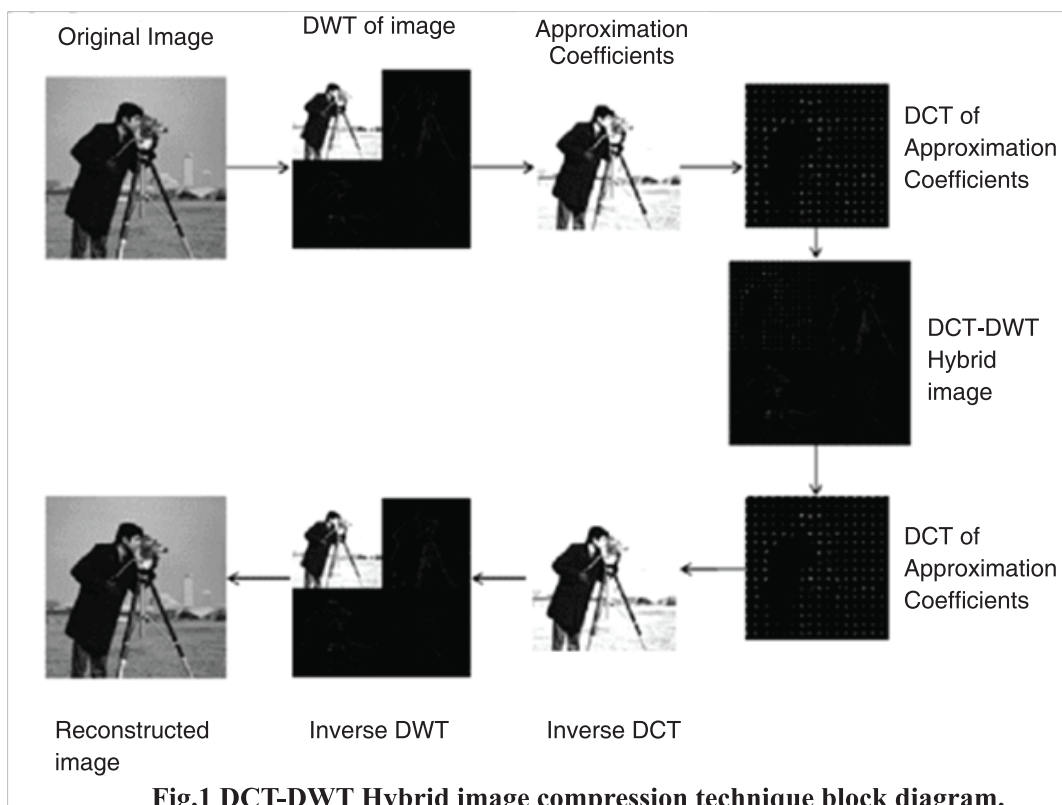 Original Image
DWT of image
Approximation
Coefficients
DCT of
Approximation
Coefficients
DCT-DWT
Hybrid
image
DCT of
Approximation
Coefficients
Reconstructed
image
Inverse DWT
Inverse DCT
Fig.1 DCT-DWT Hybrid image compression technique block diagram.